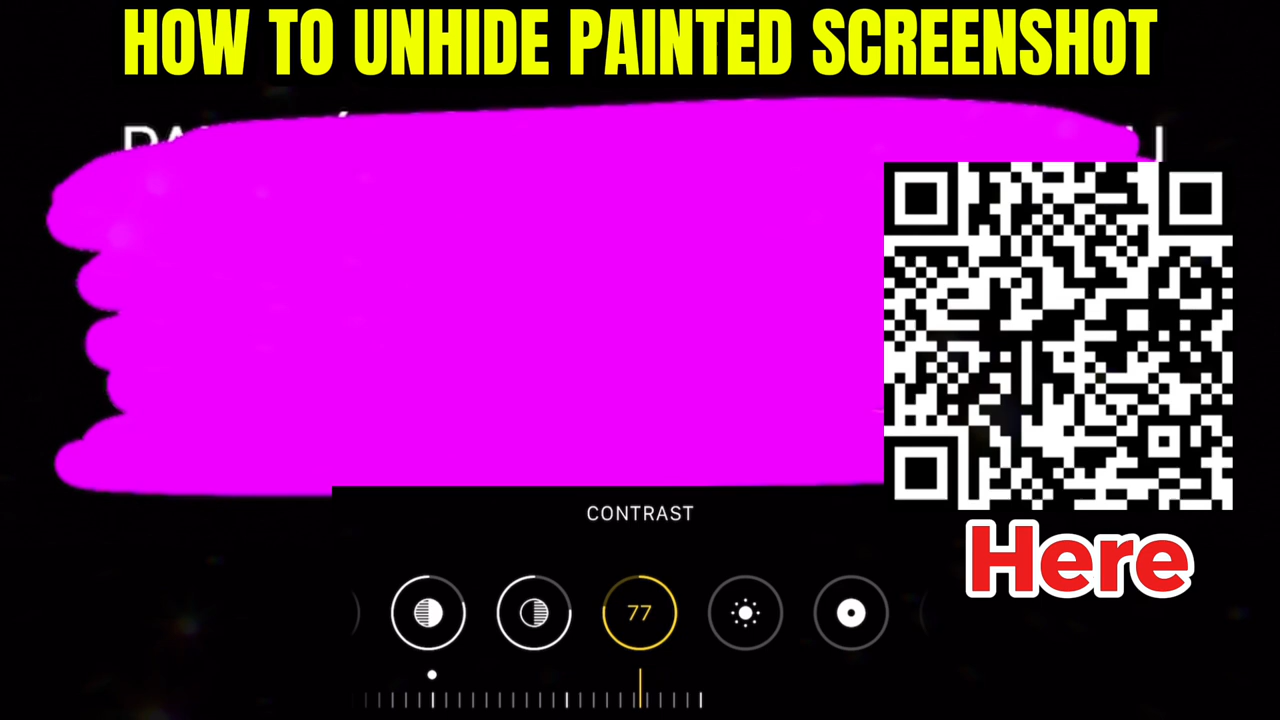 HOW TO UNHIDE PAINTED SCREENSHOT
Here
CONTRAST
77